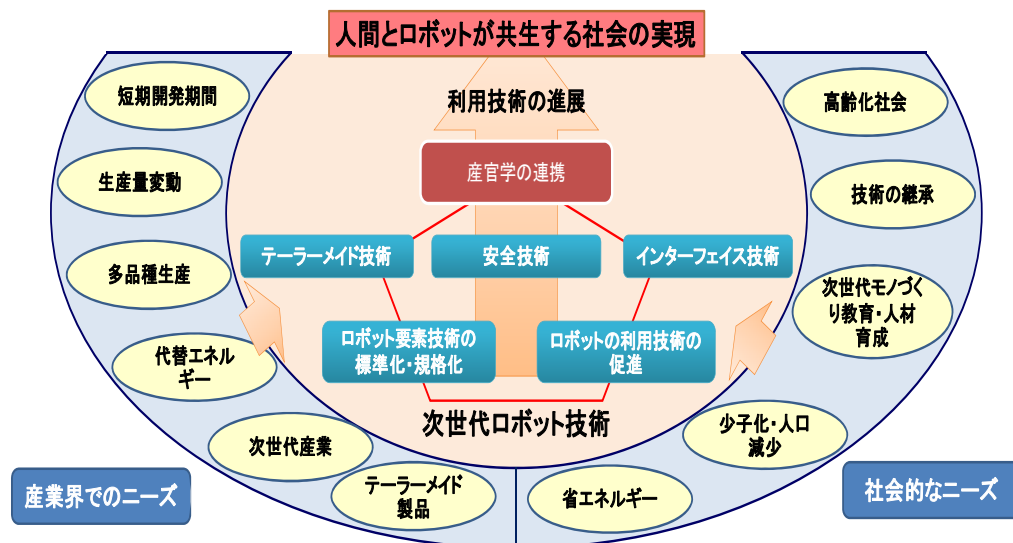 人間とロボットが共生する社会の実現
利用技術の進展
産官学の連携
テーラーメイド技術
安全技術
インターフェイス技術
ロボット要素技術の
標準化・規格化
ロボットの利用技術の
促進
次世代ロボット技術
短期開発期間
生産量変動
多品種生産
代替エネル
ギー
次世代産業
テーラーメイド
製品
産業界でのニーズ
高齢化社会
技術の継承
次世代モノづく
り教育・人材
育成
少子化・人口
減少
省エネルギー
社会的なニーズ